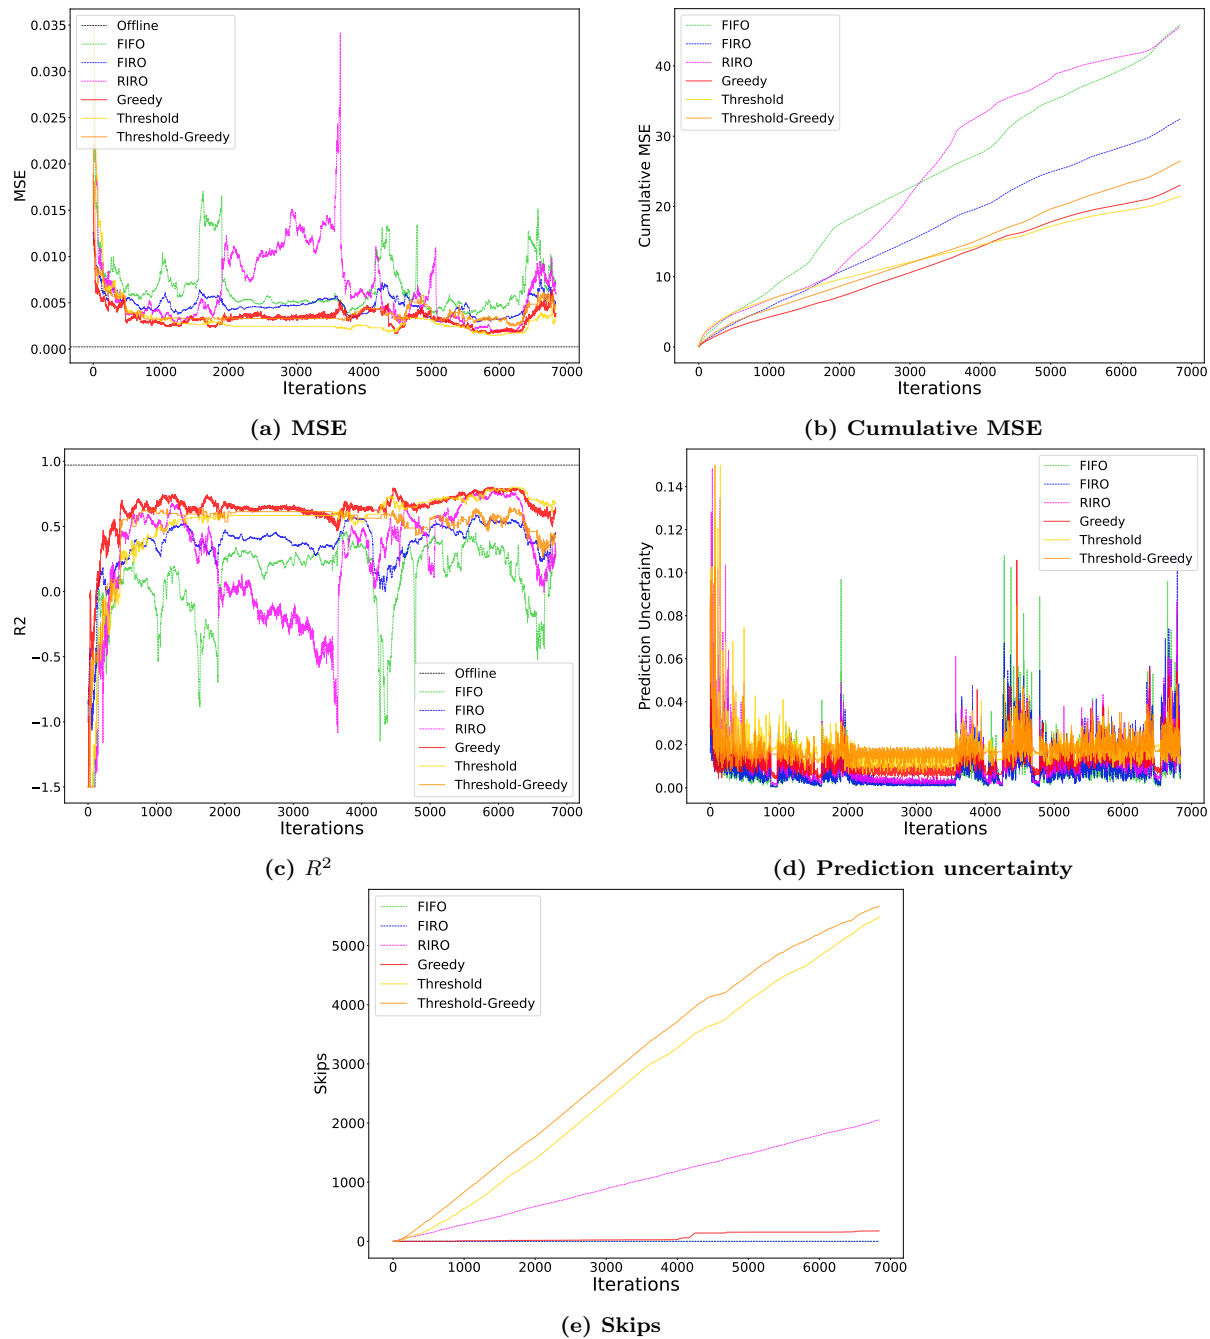 0.035
0.030
0.025
0.020
0.015
0.010
0.005
0.000
MSE
Offline
FIFO
FIRO
RIRO
Greedy
Threshold
Threshold-Greedy
0 1000 2000 3000 4000 5000 6000 7000
Iterations
(a) MSE
40
30
20
10
0
Cumulative MSE
FIFO
FIRO
RIRO
Greedy
Threshold
Threshold-Greedy
0 1000 2000 3000 4000 5000 6000 7000
Iterations
(b) Cumulative MSE
1.0
0.5
0.0
−0.5
−1.0
−1.5
R2
Offline
FIFO
FIRO
RIRO
Greedy
Threshold
Threshold-Greedy
0 1000 2000 3000 4000 5000 6000 7000
Iterations
(c) R²
0.14
0.12
0.10
0.08
0.06
0.04
0.02
0.00
Prediction Uncertainty
FIFO
FIRO
RIRO
Greedy
Threshold
Threshold-Greedy
0 1000 2000 3000 4000 5000 6000 7000
Iterations
(d) Prediction uncertainty
5000
4000
3000
2000
1000
0
Skips
FIFO
FIRO
RIRO
Greedy
Threshold
Threshold-Greedy
0 1000 2000 3000 4000 5000 6000 7000
Iterations
(e) Skips